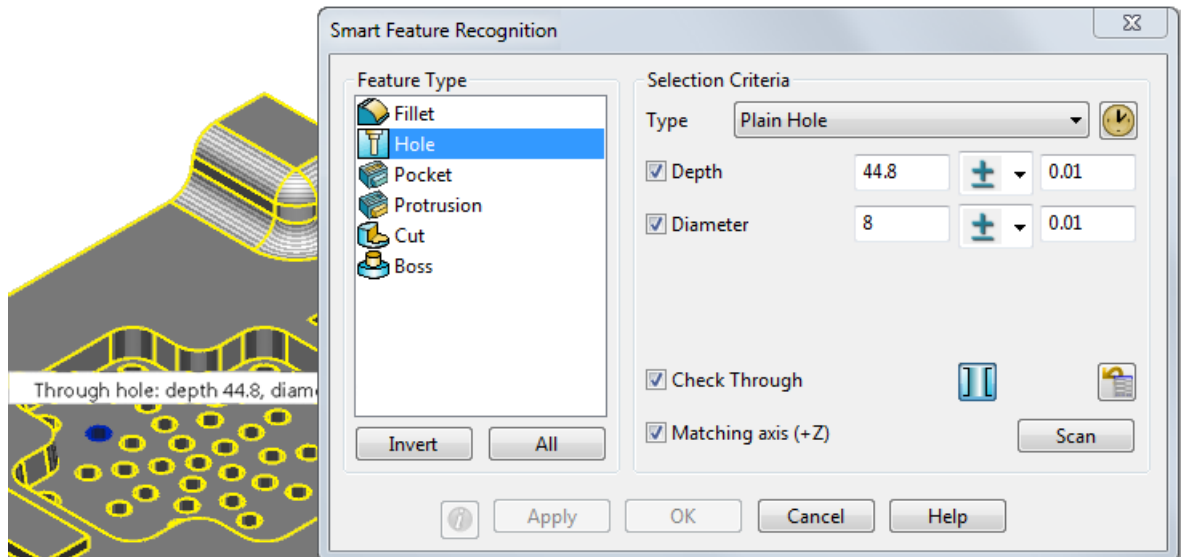 Smart Feature Recognition
Feature Type
Fillet
Hole
Pocket
Protrusion
Cut
Boss
Invert All
Selection Criteria
Type Plain Hole
Depth 44.8 ± 0.01
Diameter 8 ± 0.01
Check Through
Matching axis (+Z) Scan
Apply OK Cancel Help
Through hole: depth 44.8, diam